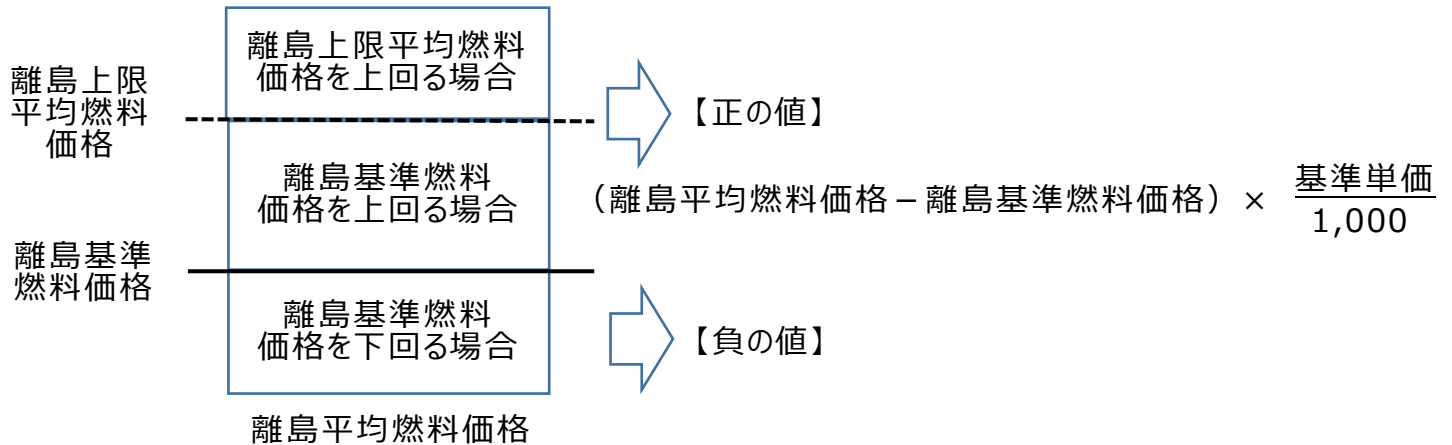 離島上限平均燃料
価格を上回る場合
離島上限
平均燃料
価格
【正の値】
離島基準燃料
価格を上回る場合
(離島平均燃料価格－離島基準燃料価格) × 基準単価
1,000
離島基準
燃料価格
離島基準燃料
価格を下回る場合
【負の値】
離島平均燃料価格